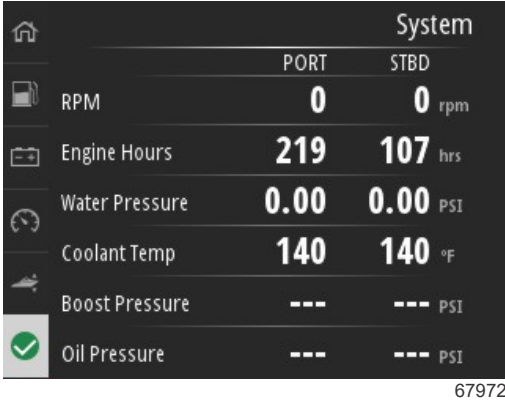 System
PORT STBD
RPM 0 0 rpm
Engine Hours 219 107 hrs
Water Pressure 0.00 0.00 PSI
Coolant Temp 140 140 °F
Boost Pressure --- --- PSI
Oil Pressure --- --- PSI
67972